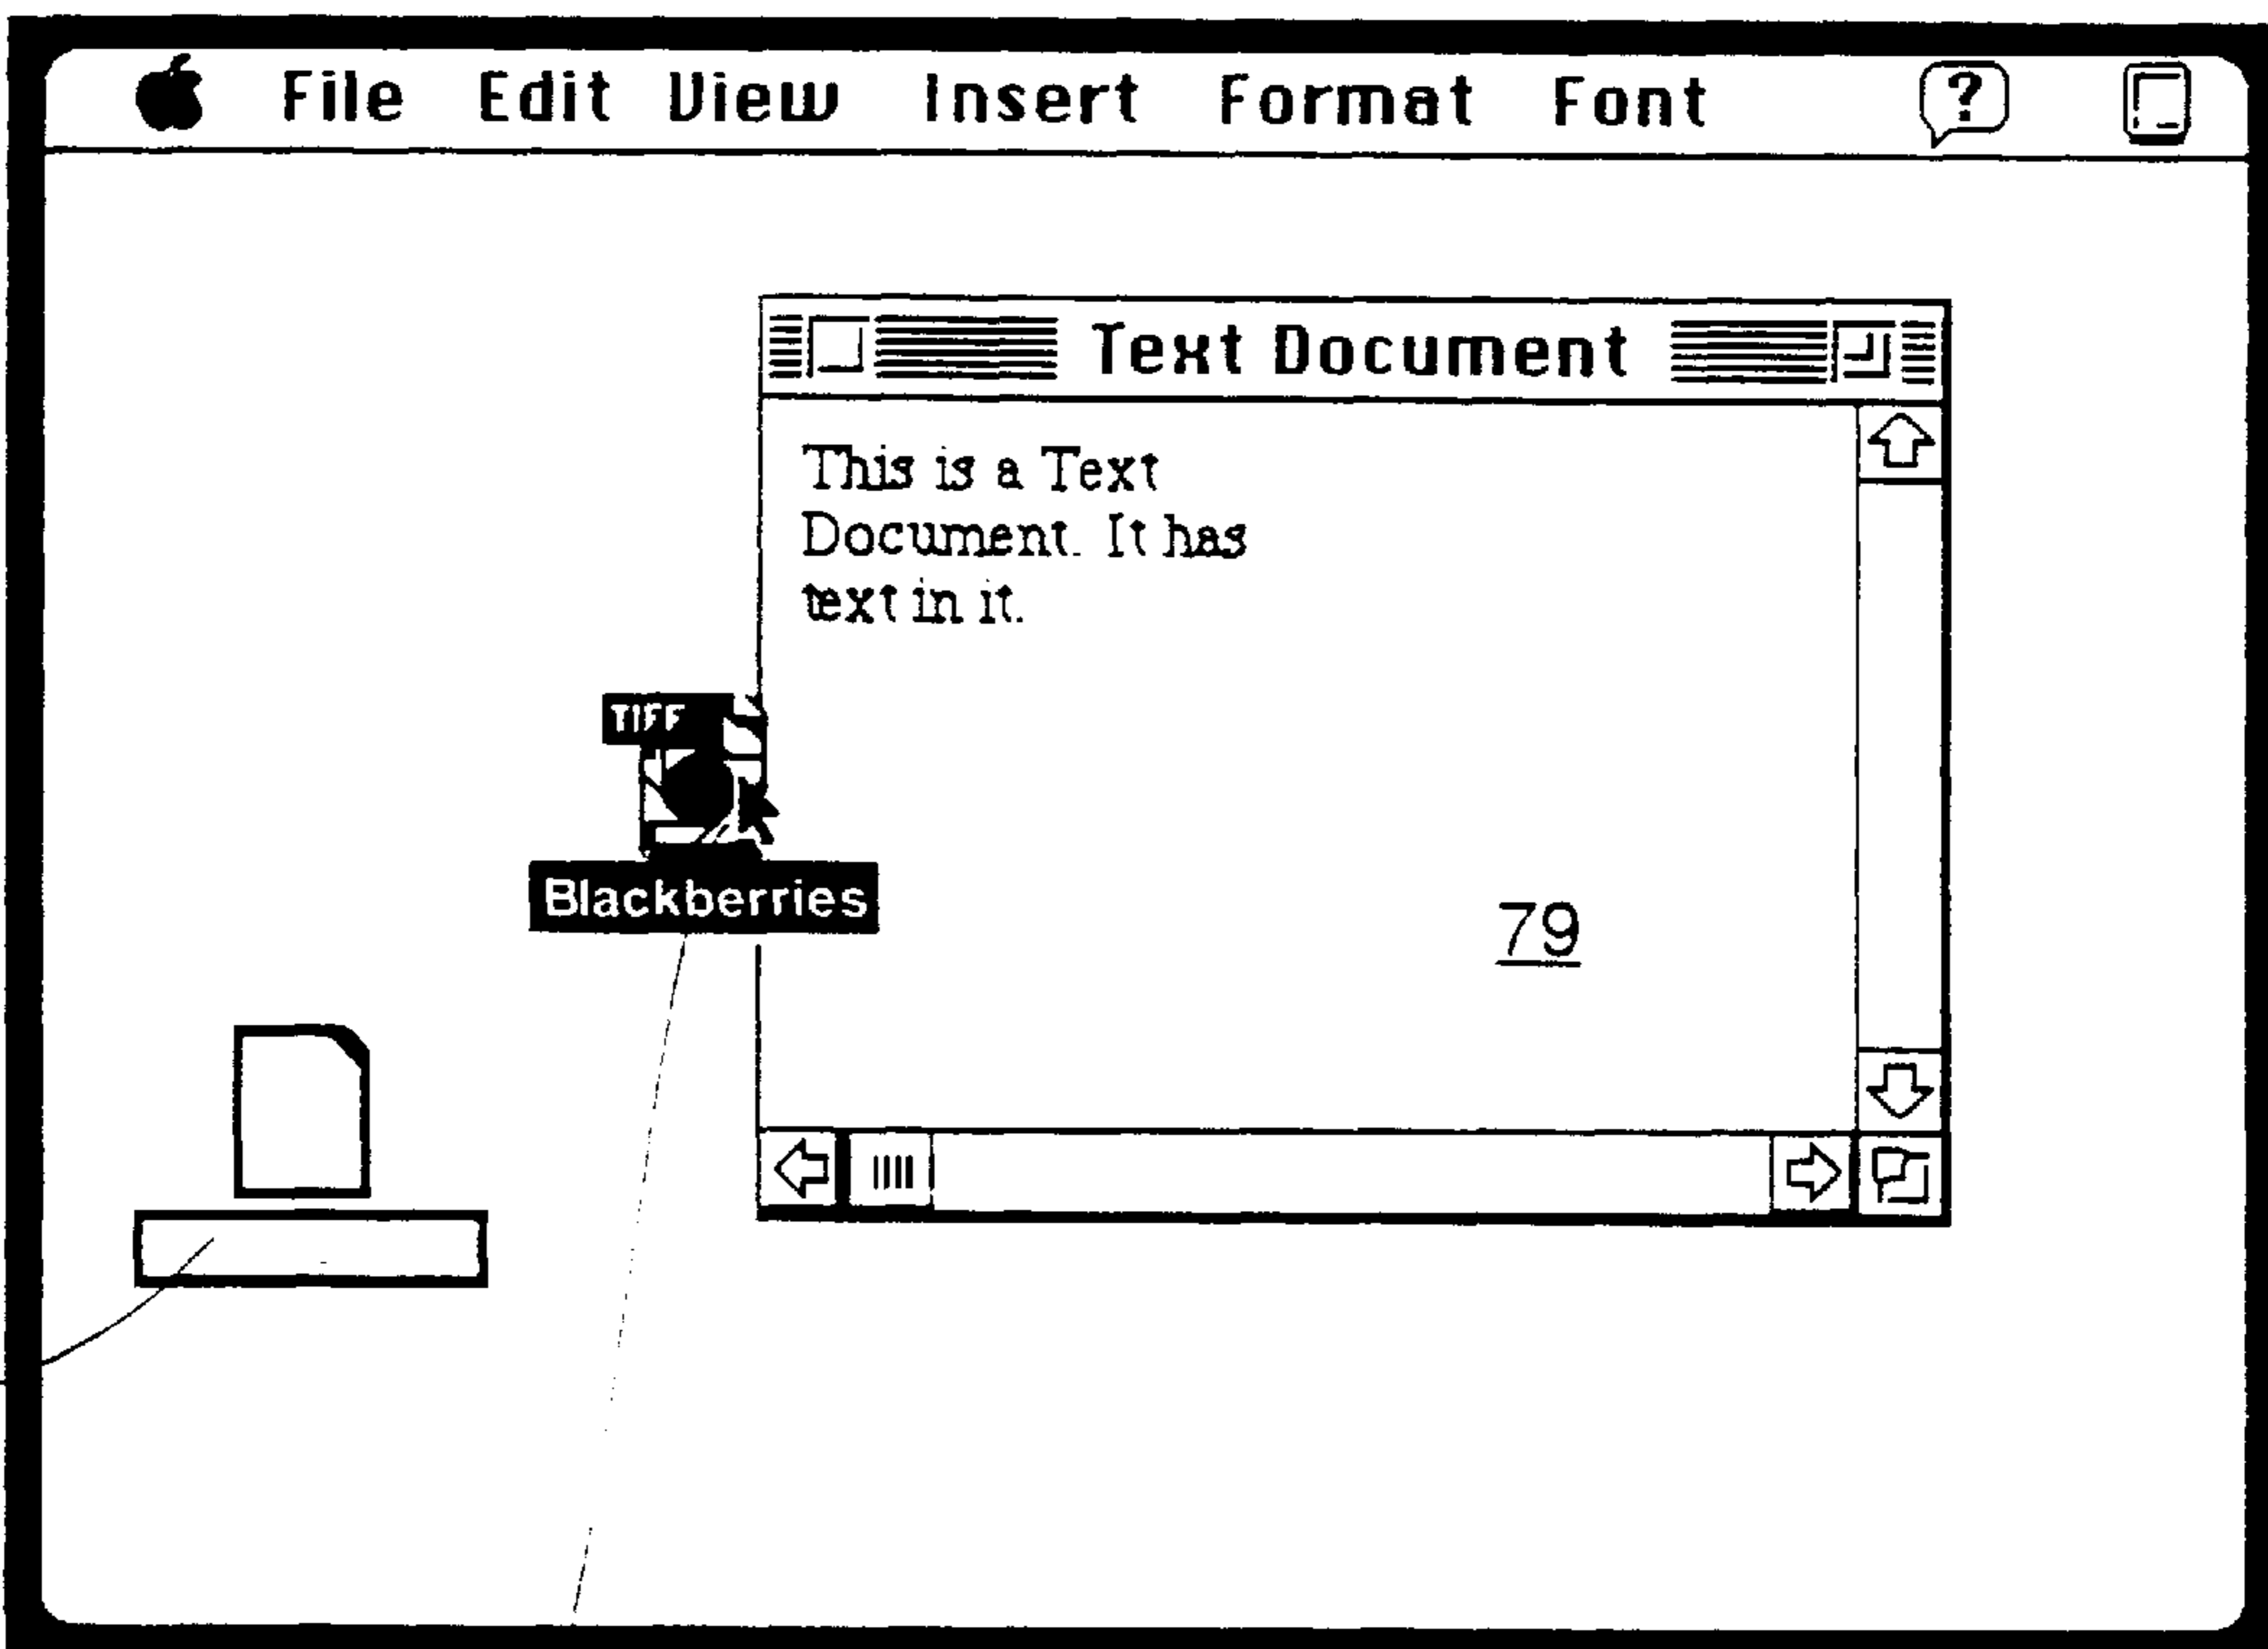 File Edit View Insert Format Font ?
Text Document
This is a Text
Document. It has
text in it.
TIFF
Blackberries
79